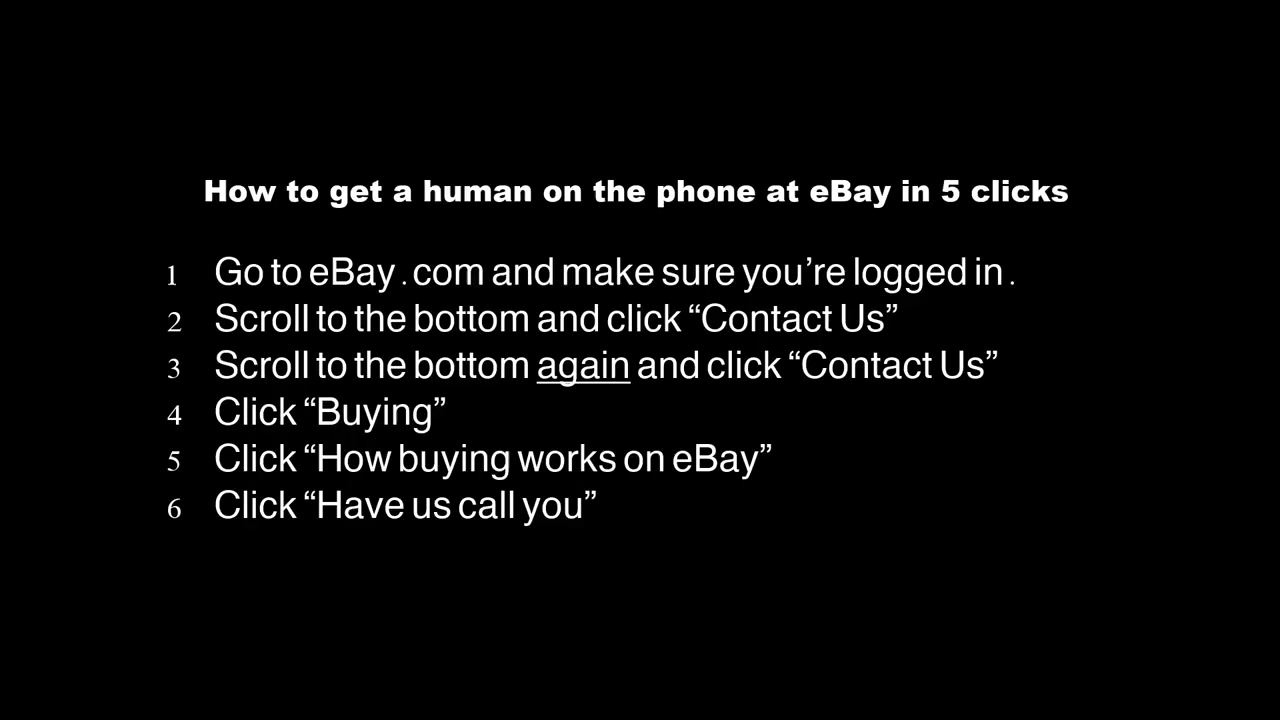 How to get a human on the phone at eBay in 5 clicks
1 Go to eBay.com and make sure you’re logged in.
2 Scroll to the bottom and click “Contact Us”
3 Scroll to the bottom again and click “Contact Us”
4 Click “Buying”
5 Click “How buying works on eBay”
6 Click “Have us call you”